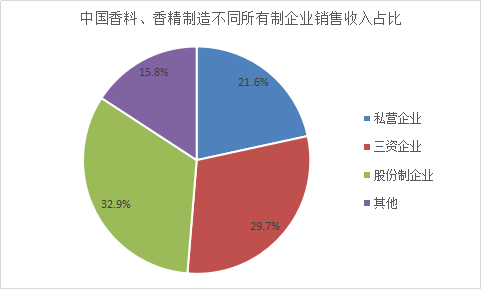 中国香料、香精制造不同所有制企业销售收入占比
15.8%
21.6%
32.9%
29.7%
私营企业
三资企业
股份制企业
其他